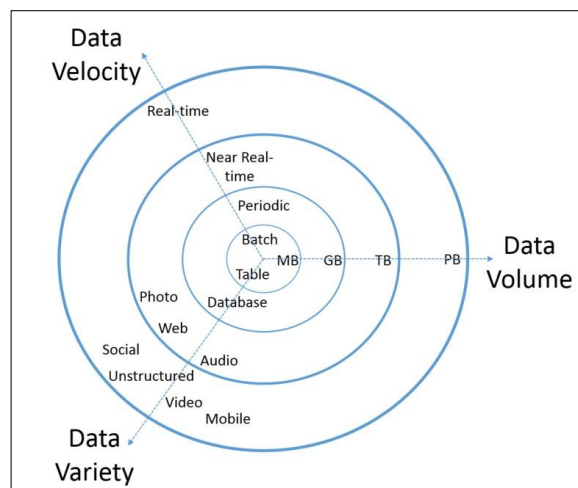 Data
Velocity
Real-time
Near Real-
time
Periodic
Batch
MB GB TB PB
Data
Volume
Table
Database
Photo
Web
Audio
Social
Unstructured
Video
Mobile
Data
Variety